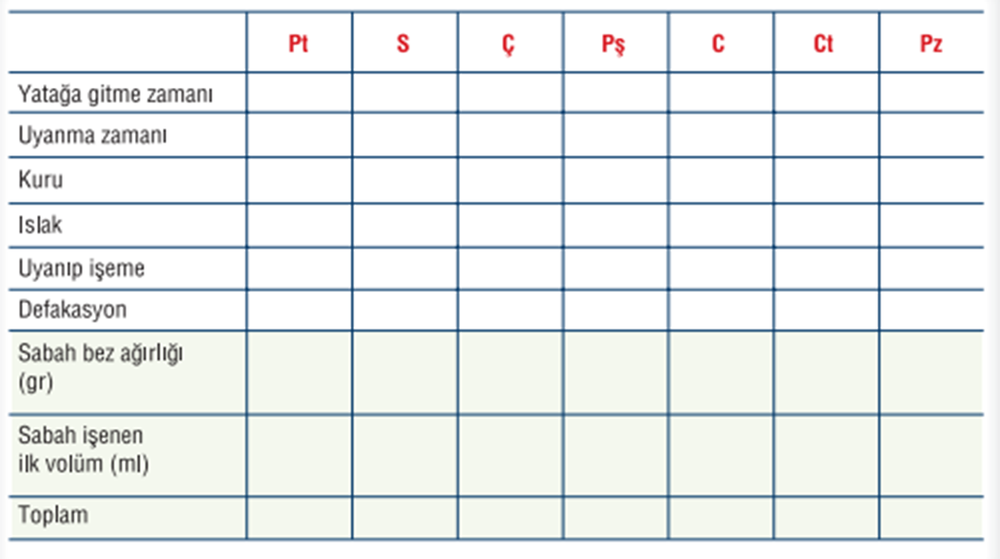 Pt S Ç Pş C Ct Pz
Yatağa gitme zamanı
Uyanma zamanı
Kuru
Islak
Uyanıp işeme
Defakasyon
Sabah bez ağırlığı
(gr)
Sabah işenen
ilk volüm (ml)
Toplam